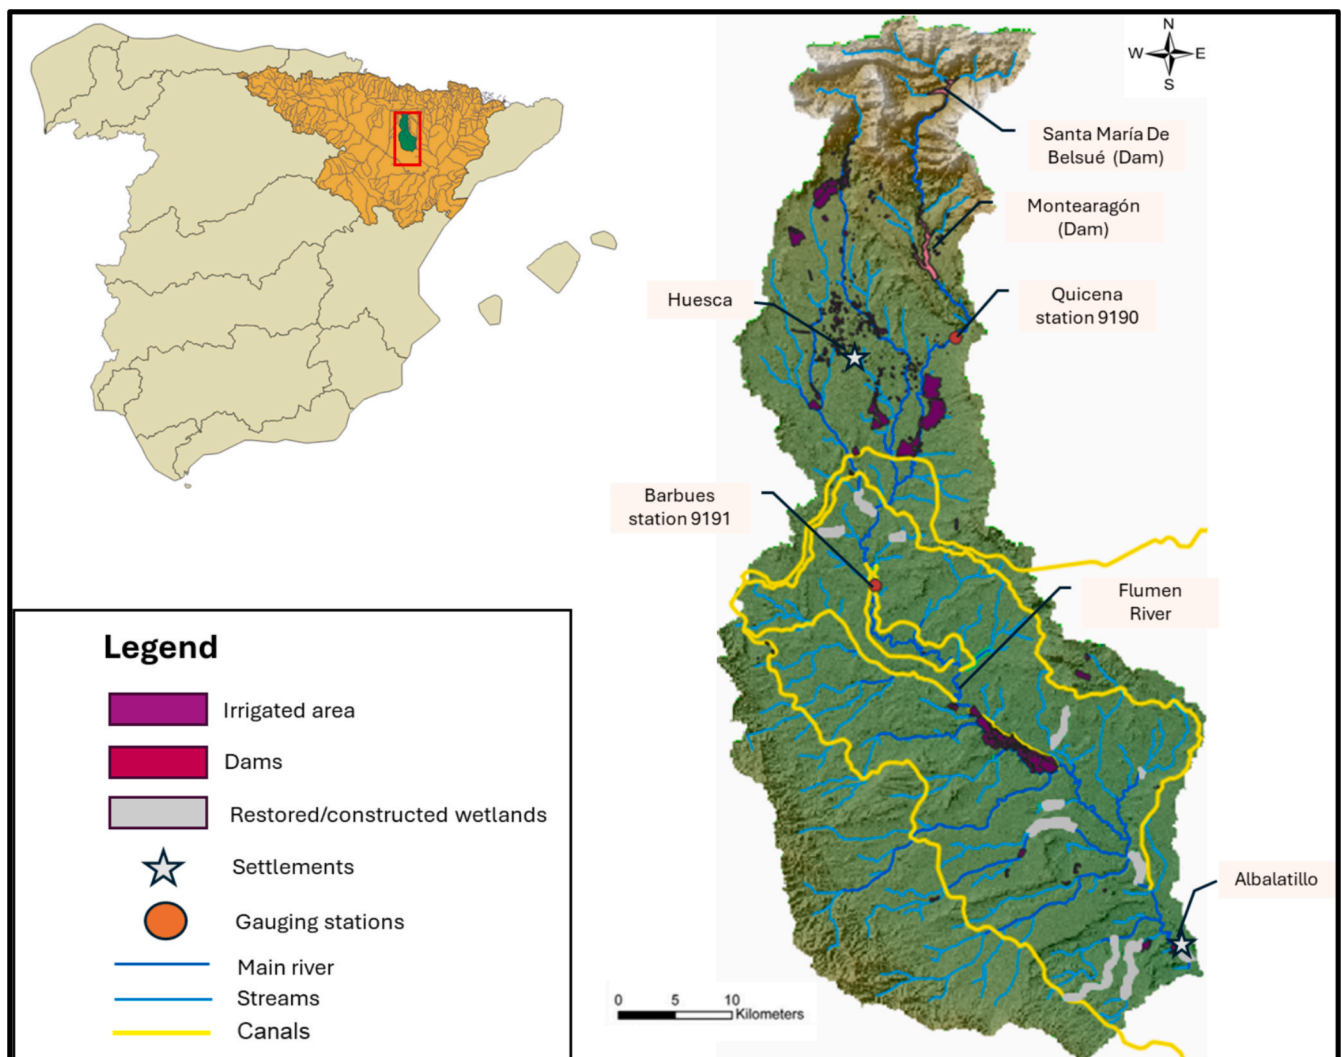 N
W E
S
Santa María De
Belsué (Dam)
Montearagón
(Dam)
Huesca
Quicena
station 9190
Barbues
station 9191
Flumen
River
Legend
Irrigated area
Dams
Restored/constructed wetlands
Settlements
Gauging stations
Main river
Streams
Canals
Albalatillo
0 5 10
Kilometers